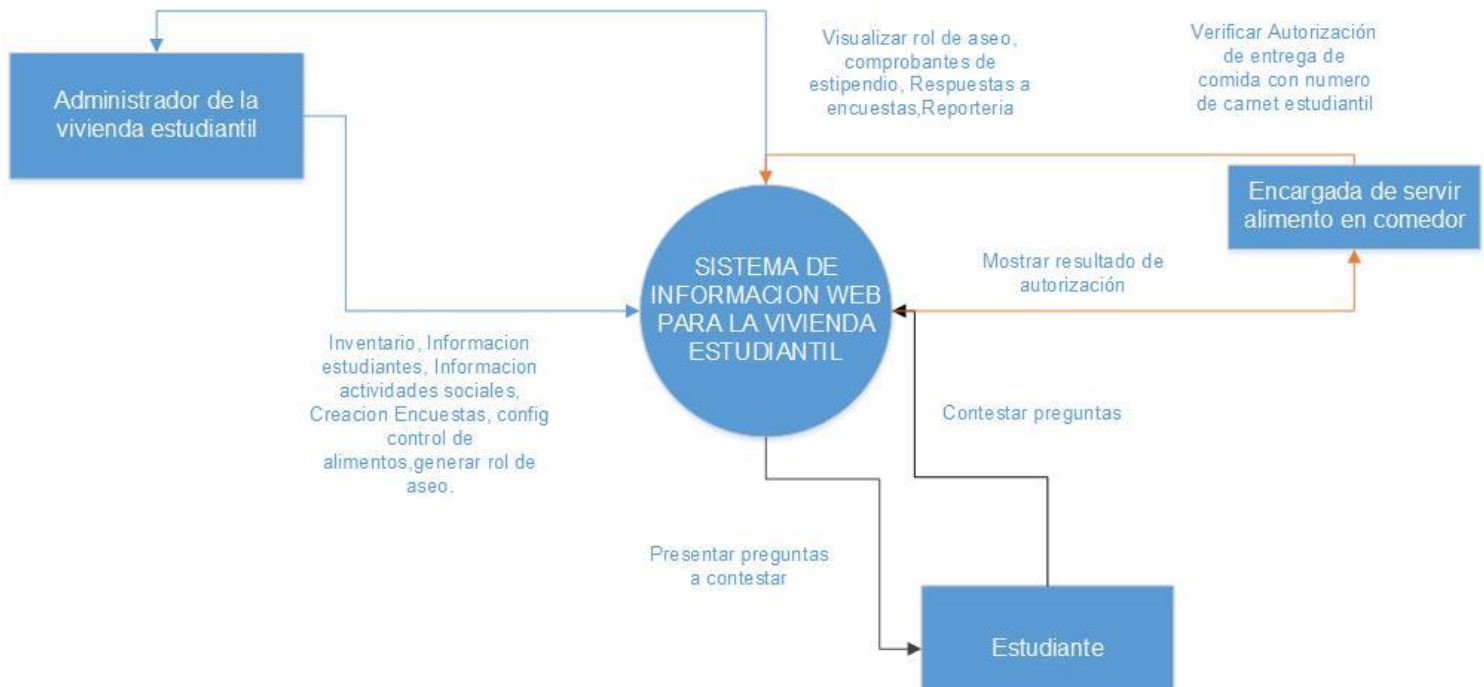 Visualizar rol de aseo,
comprobantes de
estipendio, Respuestas a
encuestas,Reporteria
Verificar Autorización
de entrega de
comida con numero
de carnet estudiantil
Administrador de la
vivienda estudiantil
Encargada de servir
alimento en comedor
SISTEMA DE
INFORMACION WEB
PARA LA VIVIENDA
ESTUDIANTIL
Mostrar resultado de
autorización
Inventario, Informacion
estudiantes, Informacion
actividades sociales,
Creacion Encuestas, config
control de
alimentos,generar rol de
aseo.
Contestar preguntas
Presentar preguntas
a contestar
Estudiante